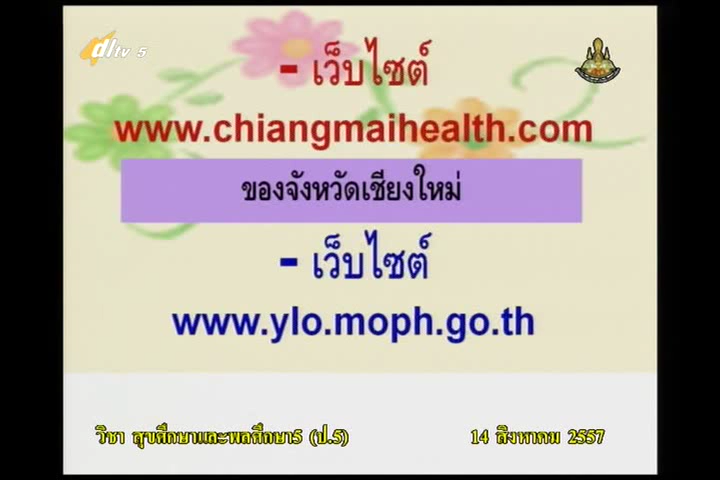 dltv 5
- เว็บไซต์
www.chiangmaihealth.com
ของจังหวัดเชียงใหม่
- เว็บไซต์
www.ylo.moph.go.th
วิชา สุขศึกษาและพลศึกษา5 (ป.5) 14 สิงหาคม 2557